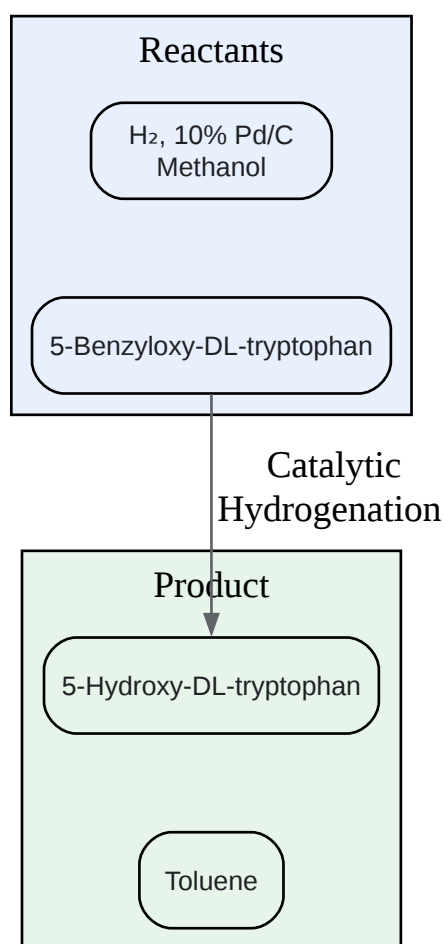 Reactants
H₂, 10% Pd/C
Methanol
5-Benzyloxy-DL-tryptophan
Catalytic
Hydrogenation
Product
5-Hydroxy-DL-tryptophan
Toluene